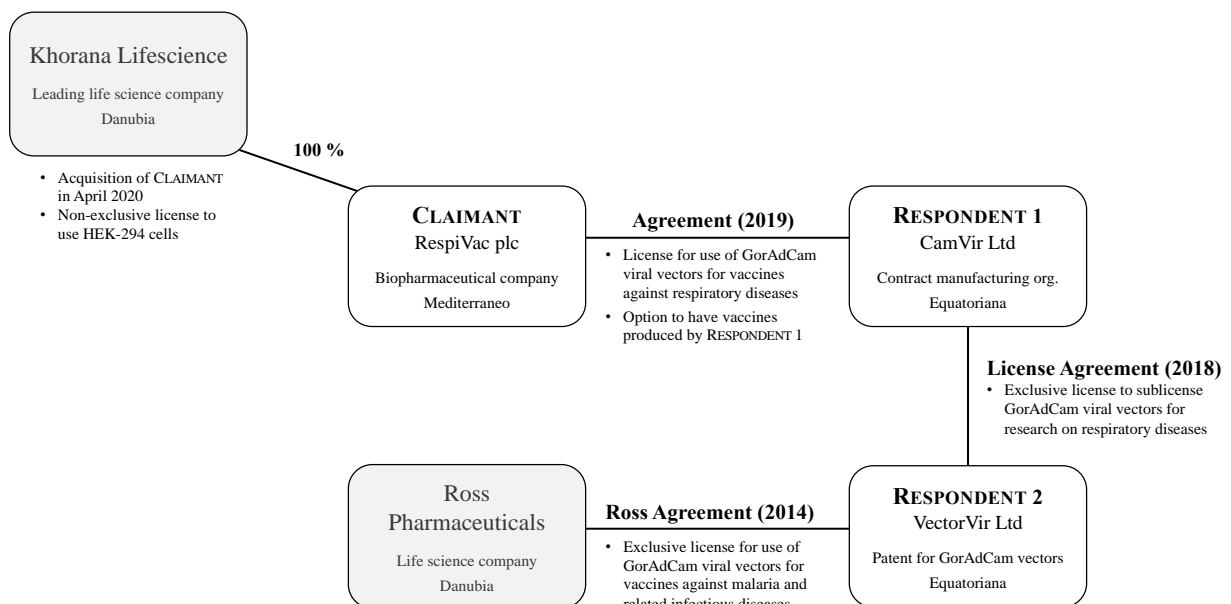 Khorana Lifescience
Leading life science company
Danubia
• Acquisition of CLAIMANT
in April 2020
• Non-exclusive license to
use HEK-294 cells
100 %
CLAIMANT
RespiVac plc
Biopharmaceutical company
Mediterraneo
Agreement (2019)
• License for use of GorAdCam
viral vectors for vaccines
against respiratory diseases
• Option to have vaccines
produced by RESPONDENT 1
RESPONDENT 1
CamVir Ltd
Contract manufacturing org.
Equatoriana
License Agreement (2018)
• Exclusive license to sublicense
GorAdCam viral vectors for
research on respiratory diseases
Ross
Pharmaceuticals
Life science company
Danubia
Ross Agreement (2014)
• Exclusive license for use of
GorAdCam viral vectors for
vaccines against malaria and
related infectious diseases
RESPONDENT 2
VectorVir Ltd
Patent for GorAdCam vectors
Equatoriana